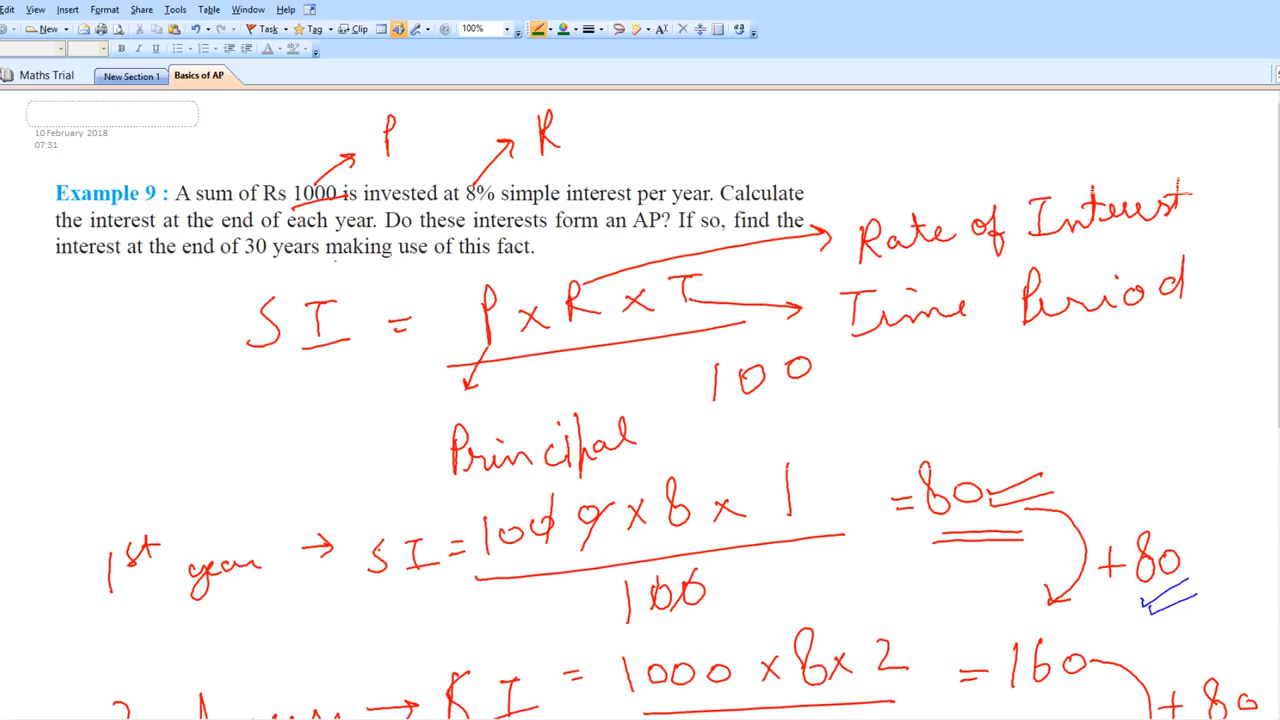 Edit View Insert Format Share Tools Table Window Help
New Task Tag Clip 100%
B I U A ab
Maths Trial New Section 1 Basics of AP
10 February 2018
07:31
P R
Example 9 : A sum of Rs 1000 is invested at 8% simple interest per year. Calculate
the interest at the end of each year. Do these interests form an AP? If so, find the
interest at the end of 30 years making use of this fact.
Rate of Interest
SI = P x R x T
Time Period
100
Principal
1st year → SI = 1000 x 8 x 1 = 80
100
+ 80
SI = 1000 x 8 x 2 = 160
+ 80